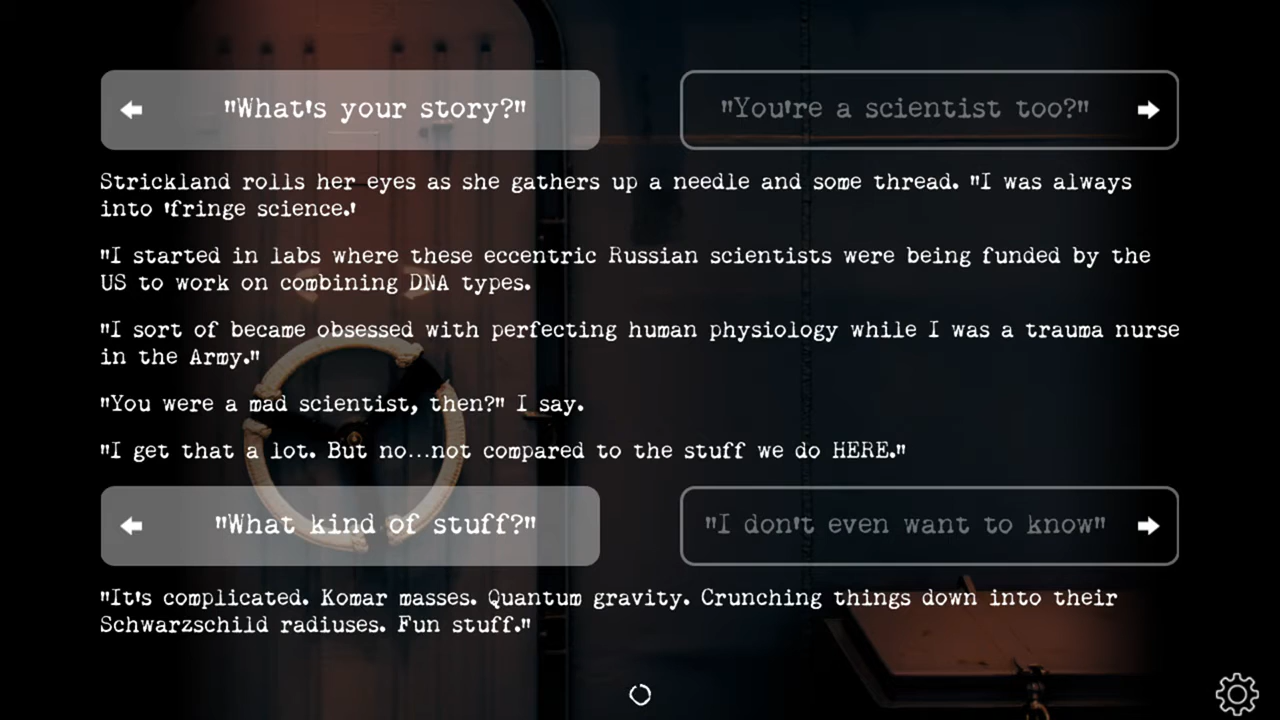 "What's your story?"
"You're a scientist too?"
Strickland rolls her eyes as she gathers up a needle and some thread. "I was always
into 'fringe science.'
"I started in labs where these eccentric Russian scientists were being funded by the
US to work on combining DNA types.
"I sort of became obsessed with perfecting human physiology while I was a trauma nurse
in the Army."
"You were a mad scientist, then?" I say.
"I get that a lot. But no...not compared to the stuff we do HERE."
"What kind of stuff?"
"I don't even want to know"
"It's complicated. Komar masses. Quantum gravity. Crunching things down into their
Schwarzschild radiuses. Fun stuff."